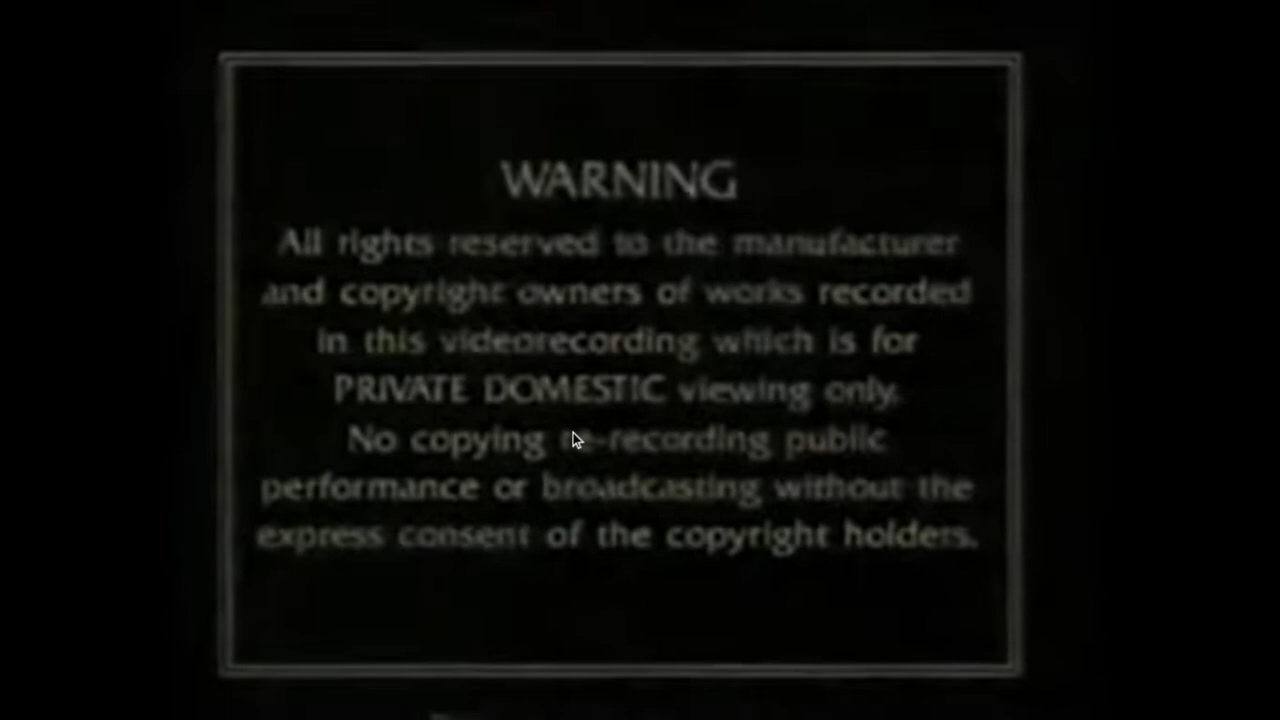 WARNING
All rights reserved to the manufacturer
and copyright owners of works recorded
in this videorecording which is for
PRIVATE DOMESTIC viewing only.
No copying re-recording public
performance or broadcasting without the
express consent of the copyright holders.